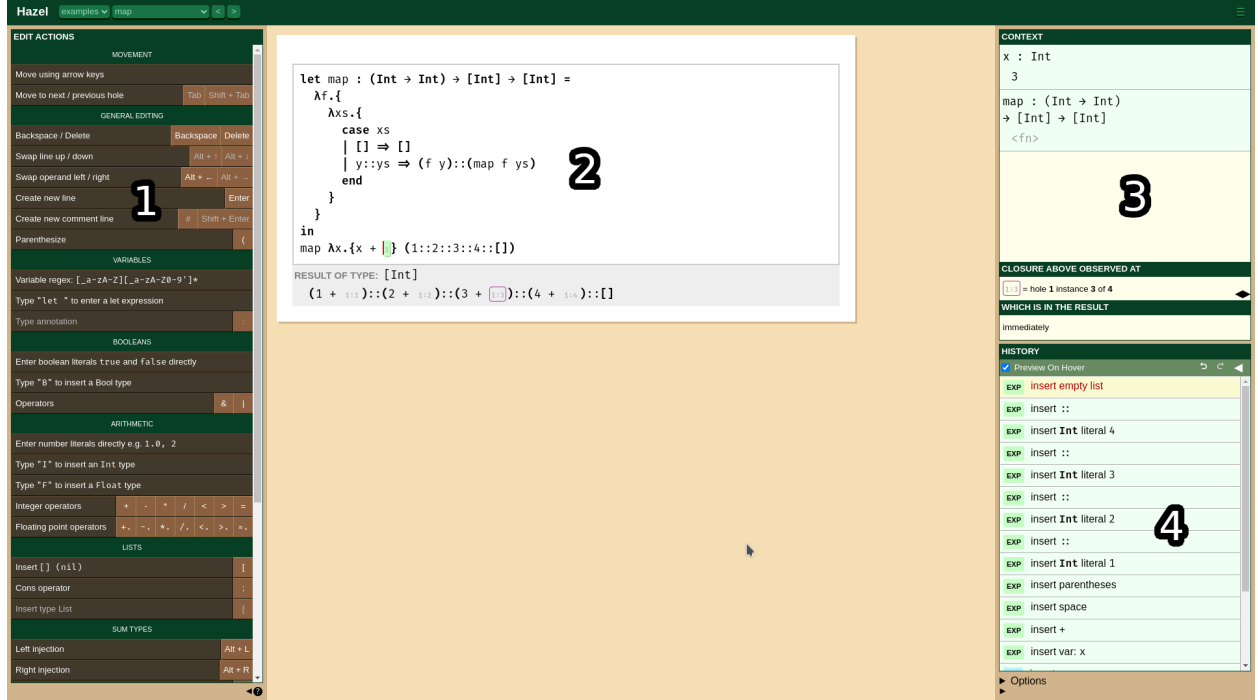 Hazel examples map < >
EDIT ACTIONS
MOVEMENT
Move using arrow keys
Move to next / previous hole Tab Shift + Tab
GENERAL EDITING
Backspace / Delete Backspace Delete
Swap line up / down Alt + ↑ Alt + ↓
Swap operand left / right Alt + ← Alt + →
Create new line Enter
Create new comment line # Shift + Enter
Parenthesize (
VARIABLES
Variable regex: [_a-zA-Z][_a-zA-Z0-9']*
Type "let " to enter a let expression
Type annotation :
BOOLEANS
Enter boolean literals true and false directly
Type "B" to insert a Bool type
Operators & |
ARITHMETIC
Enter number literals directly e.g. 1.0, 2
Type "I" to insert an Int type
Type "F" to insert a Float type
Integer operators + - * / < > =
Floating point operators +. -. *. /. <. >. =.
LISTS
Insert [] (nil) [
Cons operator ;
Insert type List [
SUM TYPES
Left injection Alt + L
Right injection Alt + R
1
let map : (Int → Int) → [Int] → [Int] =
λf.{
λxs.{
case xs
| [] ⇒ []
| y::ys ⇒ (f y)::(map f ys)
end
}
}
in
map λx.{x + 1} (1::2::3::4::[])
RESULT OF TYPE: [Int]
(1 + 1:1)::(2 + 1:2)::(3 + 1:3)::(4 + 1:4)::[]
2
CONTEXT
x : Int
3
map : (Int → Int)
→ [Int] → [Int]
<fn>
3
CLOSURE ABOVE OBSERVED AT
1:3 = hole 1 instance 3 of 4
WHICH IS IN THE RESULT
immediately
HISTORY
Preview On Hover
EXP insert empty list
EXP insert ::
EXP insert Int literal 4
EXP insert ::
EXP insert Int literal 3
EXP insert ::
EXP insert Int literal 2
EXP insert ::
EXP insert Int literal 1
EXP insert parentheses
EXP insert space
EXP insert +
EXP insert var: x
4
Options